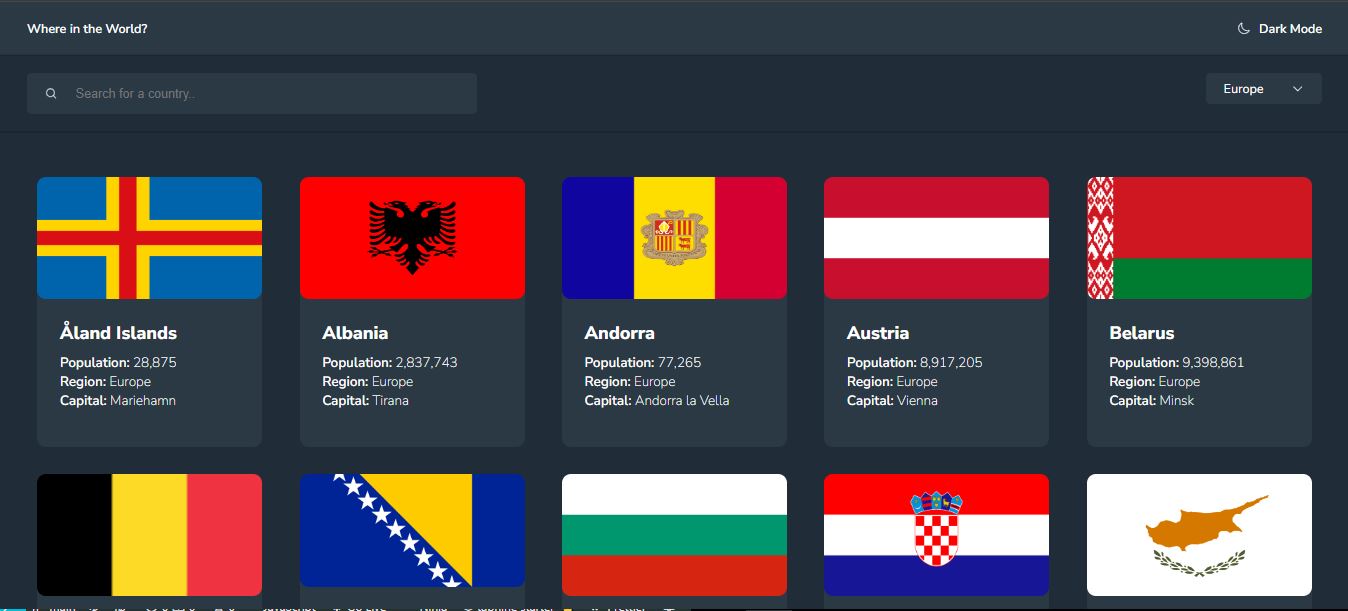 Where in the World?
Dark Mode
Search for a country..
Europe
Åland Islands
Population: 28,875
Region: Europe
Capital: Mariehamn
Albania
Population: 2,837,743
Region: Europe
Capital: Tirana
Andorra
Population: 77,265
Region: Europe
Capital: Andorra la Vella
Austria
Population: 8,917,205
Region: Europe
Capital: Vienna
Belarus
Population: 9,398,861
Region: Europe
Capital: Minsk